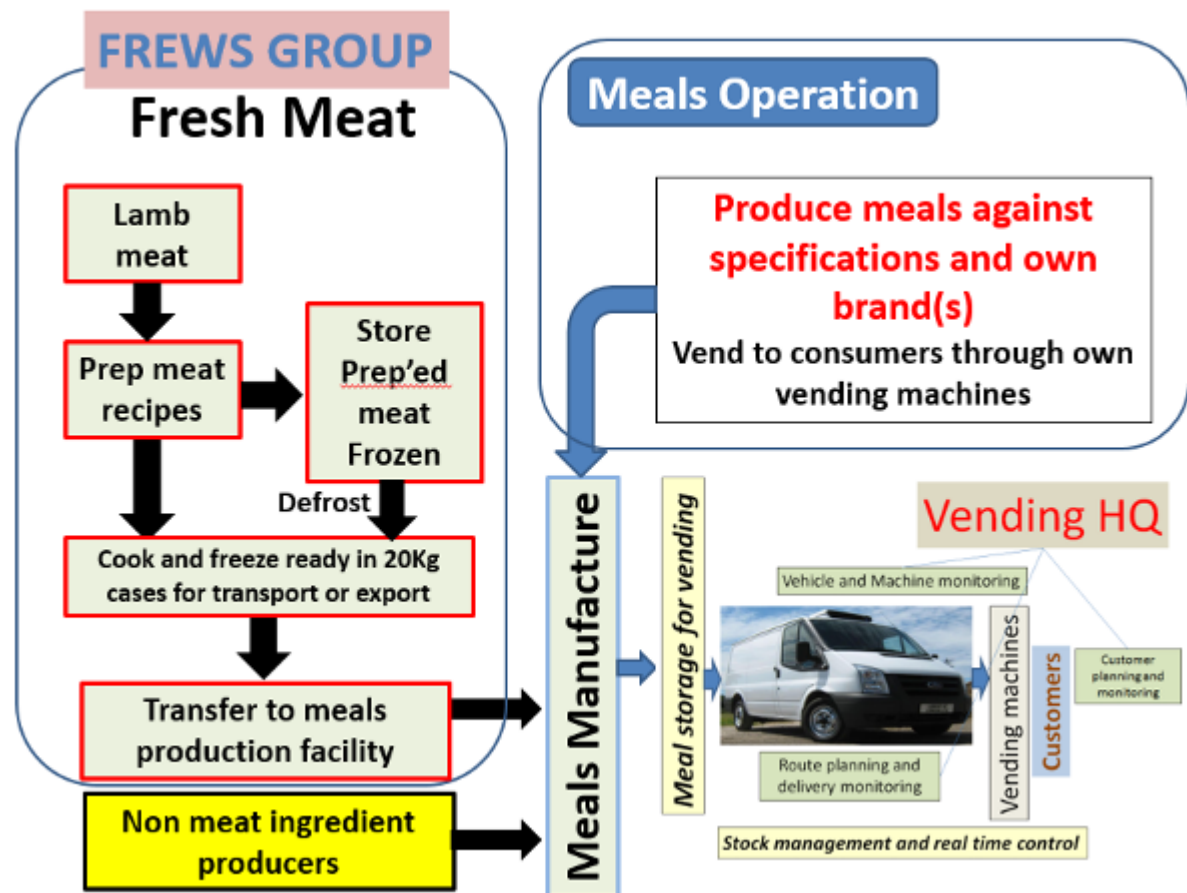 FREWS GROUP
Fresh Meat
Lamb
meat
Prep meat
recipes
Store
Prep'ed
meat
Frozen
Defrost
Cook and freeze ready in 20Kg
cases for transport or export
Transfer to meals
production facility
Non meat ingredient
producers
Meals Operation
Produce meals against
specifications and own
brand(s)
Vend to consumers through own
vending machines
Meals Manufacture
Meal storage for vending
Vending HQ
Vehicle and Machine monitoring
Route planning and
delivery monitoring
Vending machines
Customers
Customer
planning and
monitoring
Stock management and real time control